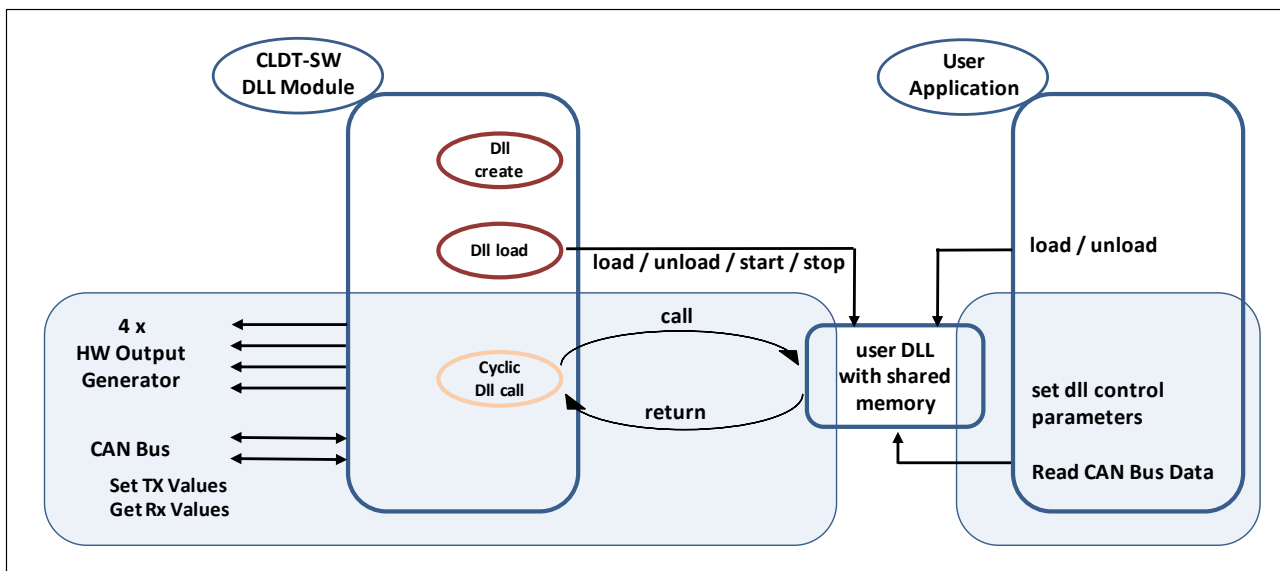 CLDT-SW
DLL Module
User
Application
Dll
create
Dll load
load / unload / start / stop
load / unload
4 x
HW Output
Generator
call
Cyclic
Dll call
return
user DLL
with shared
memory
set dll control
parameters
CAN Bus
Read CAN Bus Data
Set TX Values
Get Rx Values